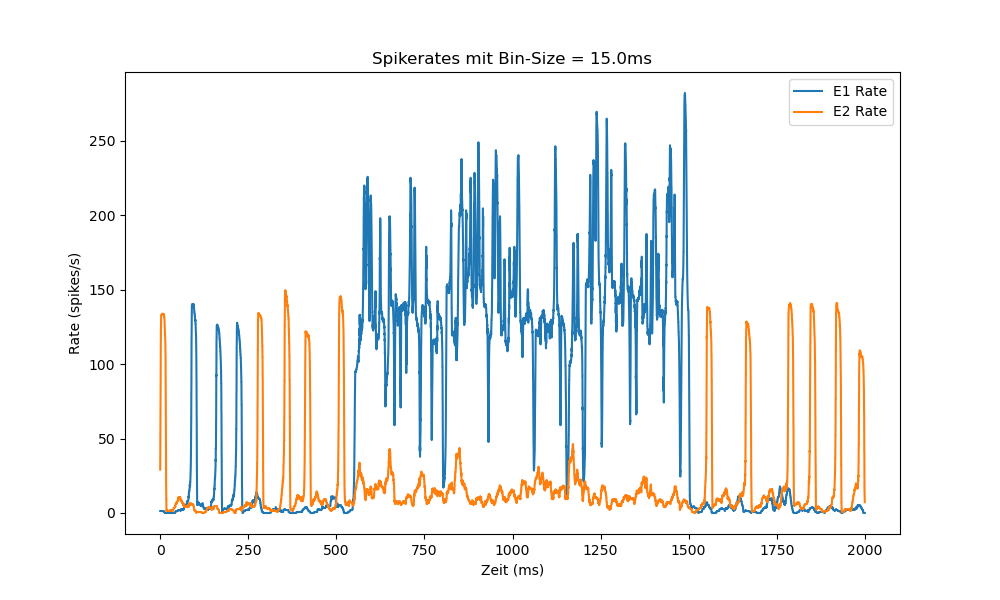 Spikerates mit Bin-Size = 15.0ms
E1 Rate
E2 Rate
250
200
150
100
50
0
Rate (spikes/s)
0 250 500 750 1000 1250 1500 1750 2000
Zeit (ms)